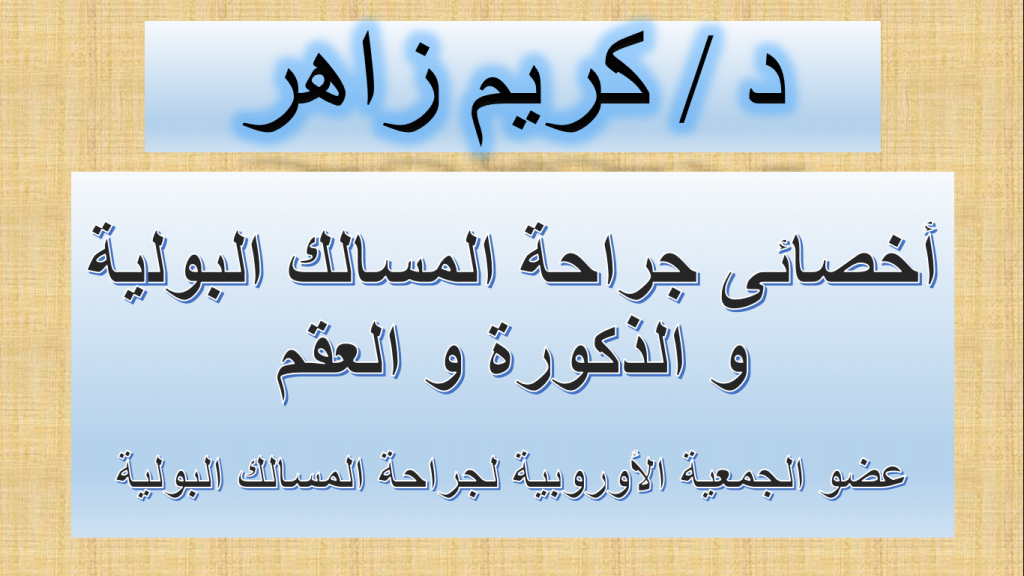 د / كريم زاهر
أخصائى جراحة المسالك البولية
و الذكورة و العقم
عضو الجمعية الأوروبية لجراحة المسالك البولية